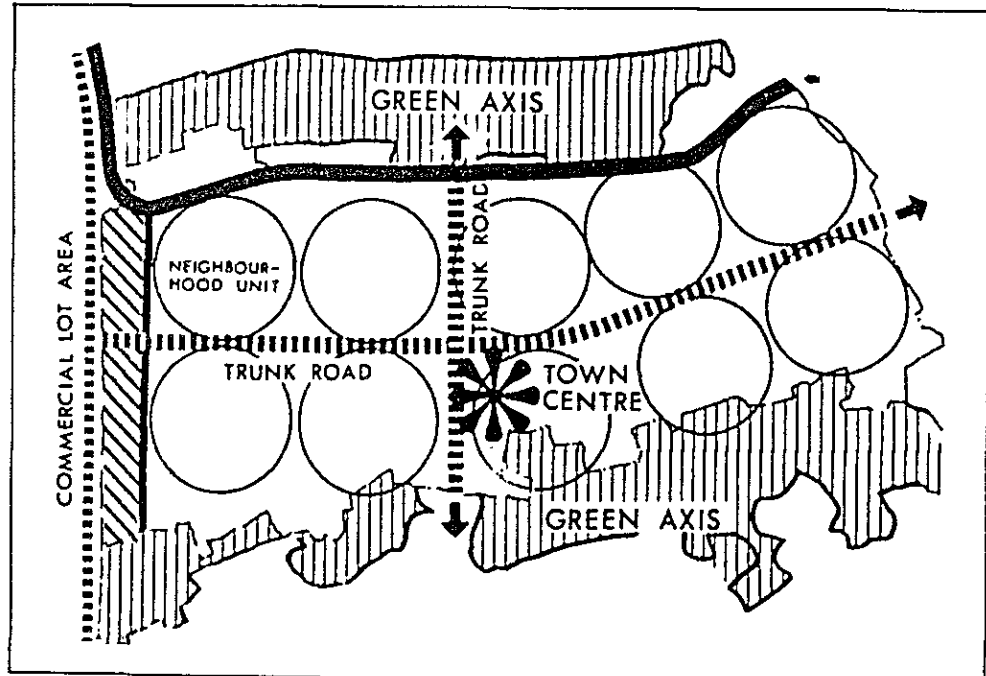 GREEN AXIS
COMMERCIAL LOT AREA
TRUNK ROAD
NEIGHBOUR-
HOOD UNIT
TRUNK ROAD
TOWN
CENTRE
GREEN AXIS